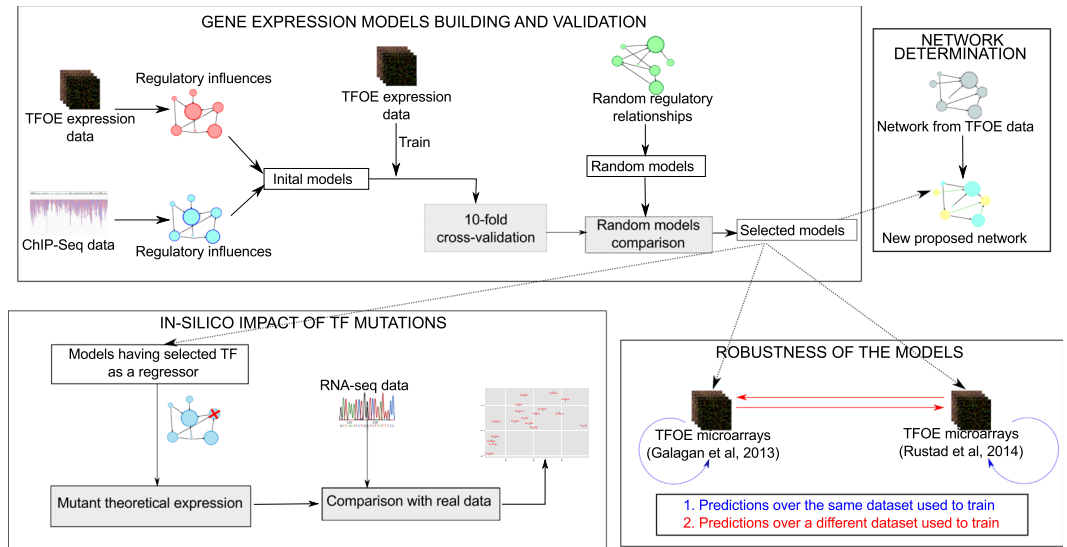 GENE EXPRESSION MODELS BUILDING AND VALIDATION
TFOE expression
data
Regulatory influences
ChIP-Seq data
Regulatory influences
Inital models
TFOE expression
data
Train
10-fold
cross-validation
Random regulatory
relationships
Random models
Random models
comparison
Selected models
NETWORK
DETERMINATION
Network from TFOE data
New proposed network
IN-SILICO IMPACT OF TF MUTATIONS
Models having selected TF
as a regressor
RNA-seq data
Mutant theoretical expression
Comparison with real data
ROBUSTNESS OF THE MODELS
TFOE microarrays
(Galagan et al, 2013)
TFOE microarrays
(Rustad et al, 2014)
1. Predictions over the same dataset used to train
2. Predictions over a different dataset used to train